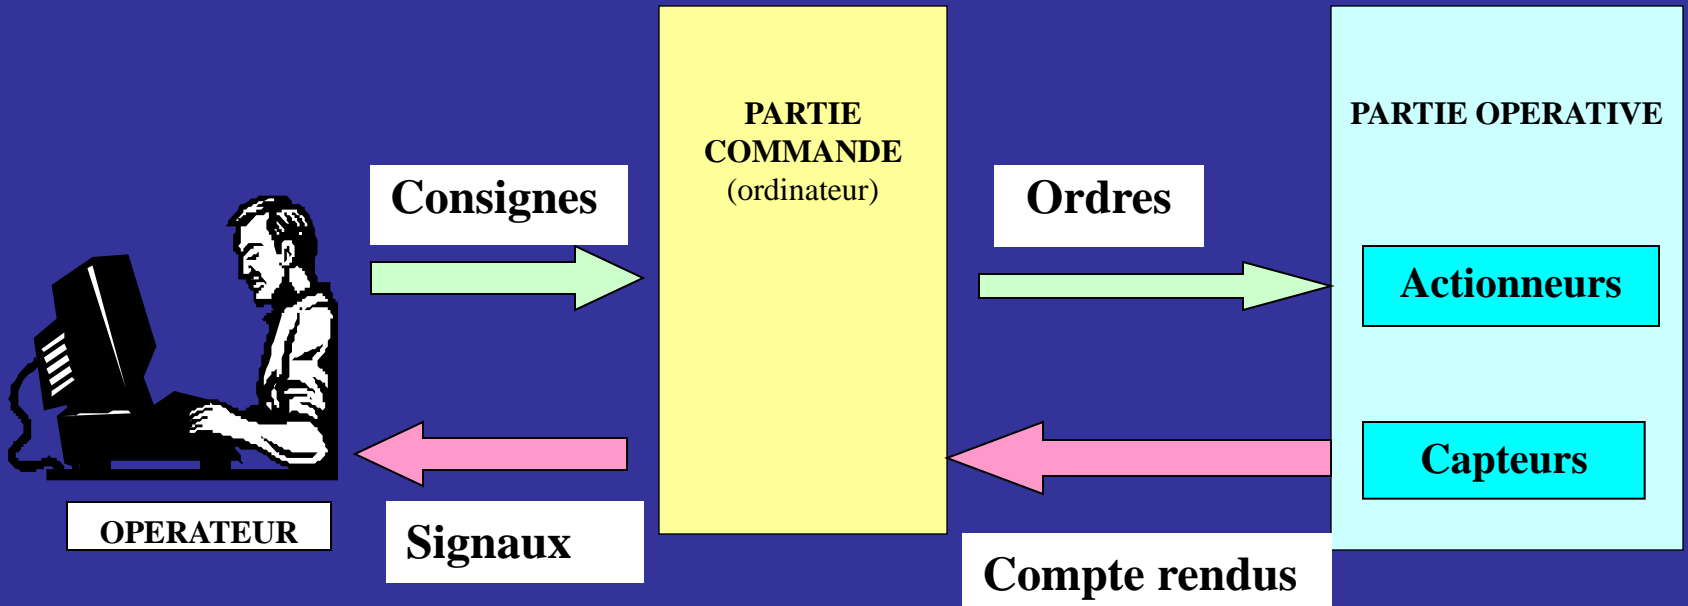 PARTIE
COMMANDE
(ordinateur)
PARTIE OPERATIVE
Consignes
Ordres
Actionneurs
Capteurs
OPERATEUR
Signaux
Compte rendus